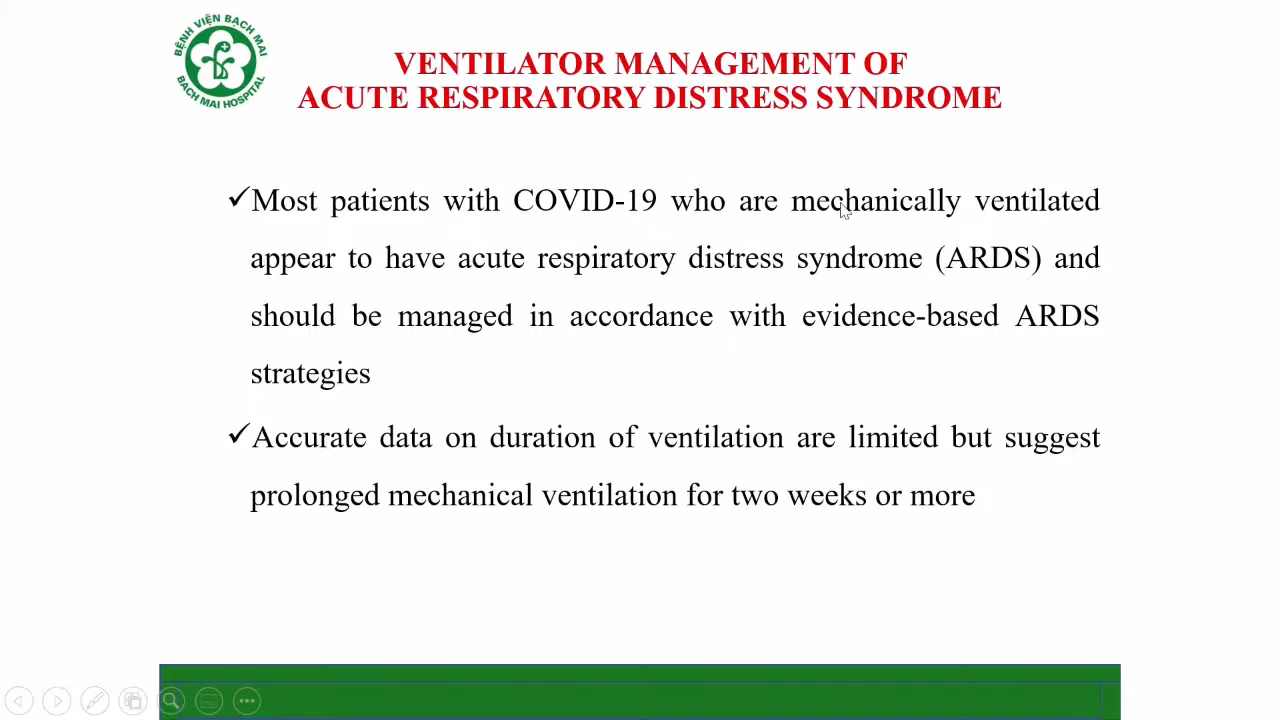 BỆNH VIỆN BẠCH MAI
BACH MAI HOSPITAL
VENTILATOR MANAGEMENT OF
ACUTE RESPIRATORY DISTRESS SYNDROME
✓Most patients with COVID-19 who are mechanically ventilated
appear to have acute respiratory distress syndrome (ARDS) and
should be managed in accordance with evidence-based ARDS
strategies
✓Accurate data on duration of ventilation are limited but suggest
prolonged mechanical ventilation for two weeks or more